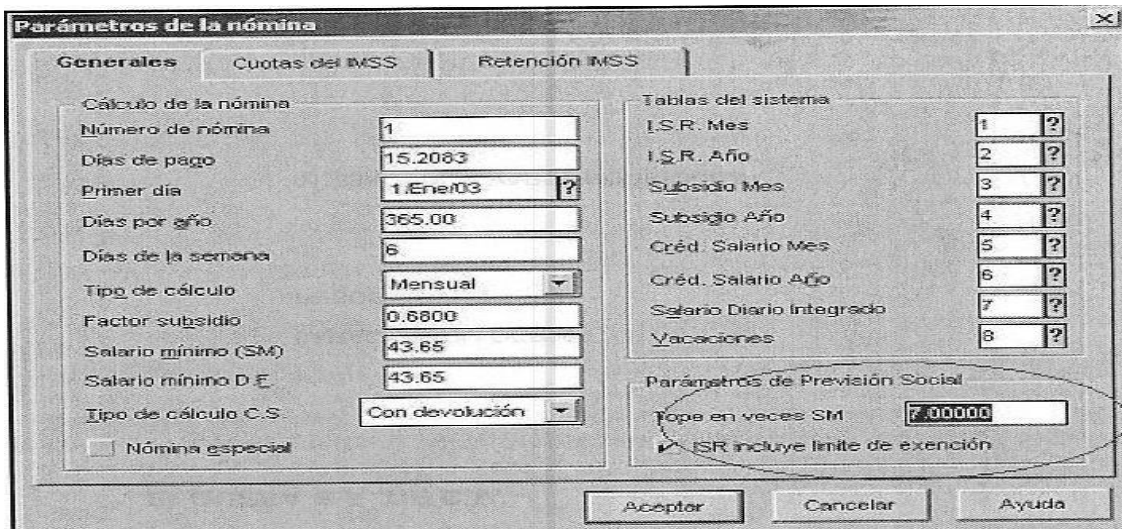 Parámetros de la nómina
Generales
Cuotas del IMSS
Retención IMSS
Cálculo de la nómina
Número de nómina 1
Días de pago 15.2083
Primer día 1/Ene/03 ?
Días por año 365.00
Días de la semana 6
Tipo de cálculo Mensual
Factor subsidio 0.6800
Salario mínimo (SM) 43.65
Salario mínimo D.F. 43.65
Tipo de cálculo C.S. Con devolución
Nómina especial
Tablas del sistema
I.S.R. Mes 1 ?
I.S.R. Año 2 ?
Subsidio Mes 3 ?
Subsidio Año 4 ?
Créd. Salario Mes 5 ?
Créd. Salario Año 6 ?
Salario Diario Integrado 7 ?
Vacaciones 8 ?
Parámetros de Previsión Social
Tope en veces SM 7.00000
ISR incluye limite de exención
Aceptar
Cancelar
Ayuda